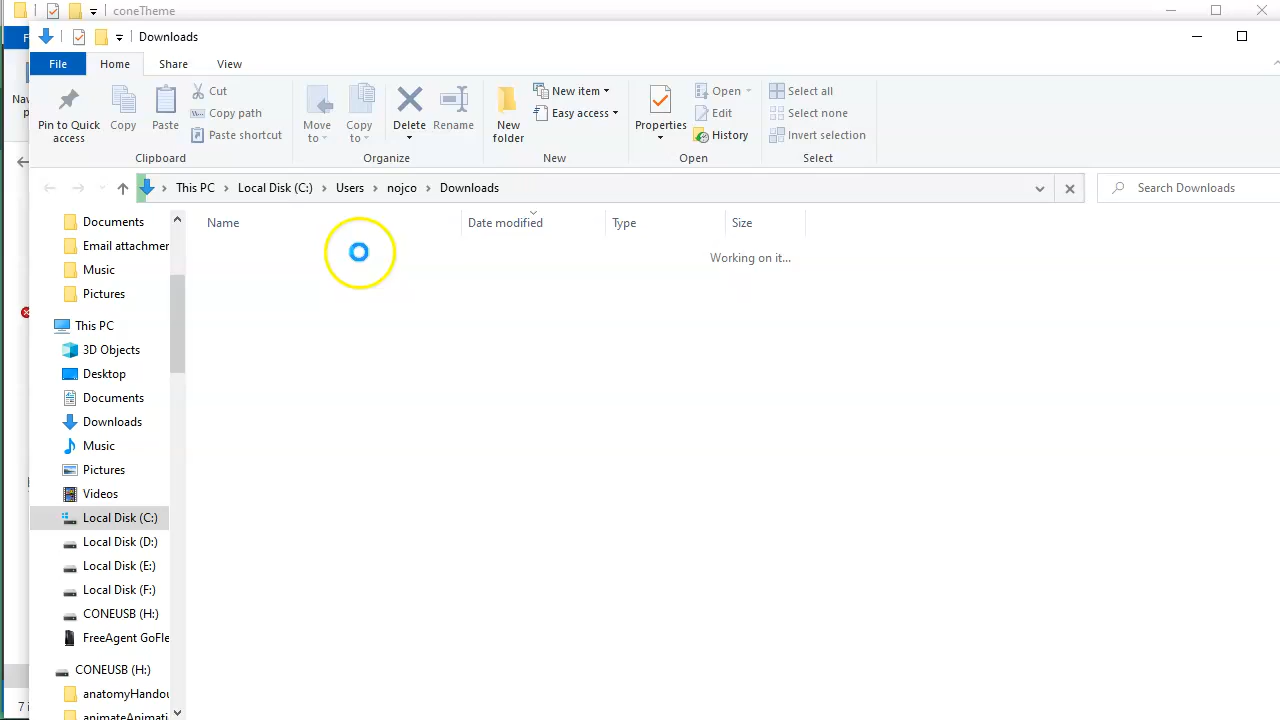 coneTheme
Downloads
File Home Share View
Pin to Quick access
Copy
Paste
Cut
Copy path
Paste shortcut
Clipboard
Move to
Copy to
Delete
Rename
Organize
New folder
New item
Easy access
New
Properties
Open
Edit
History
Open
Select all
Select none
Invert selection
Select
This PC > Local Disk (C:) > Users > nojco > Downloads
Search Downloads
Name Date modified Type Size
Working on it...
Documents
Email attachmer
Music
Pictures
This PC
3D Objects
Desktop
Documents
Downloads
Music
Pictures
Videos
Local Disk (C:)
Local Disk (D:)
Local Disk (E:)
Local Disk (F:)
CONEUSB (H:)
FreeAgent GoFle
CONEUSB (H:)
anatomyHandou
animateAnimati
Nav
p
7 i